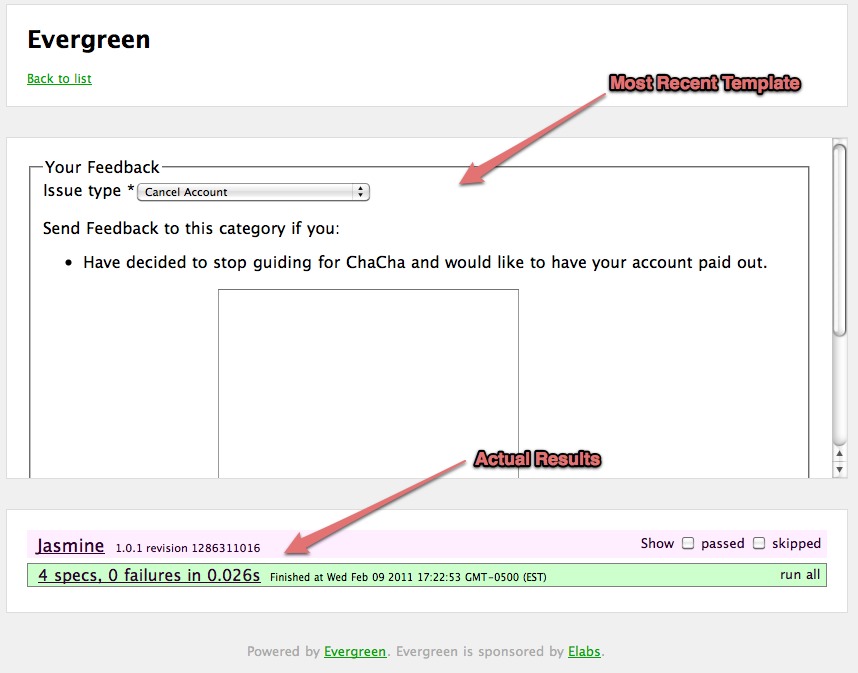 Evergreen
Back to list
Most Recent Template
Your Feedback
Issue type * Cancel Account
Send Feedback to this category if you:
• Have decided to stop guiding for ChaCha and would like to have your account paid out.
Actual Results
Jasmine 1.0.1 revision 1286311016 Show passed skipped
4 specs, 0 failures in 0.026s Finished at Wed Feb 09 2011 17:22:53 GMT-0500 (EST) run all
Powered by Evergreen. Evergreen is sponsored by Elabs.